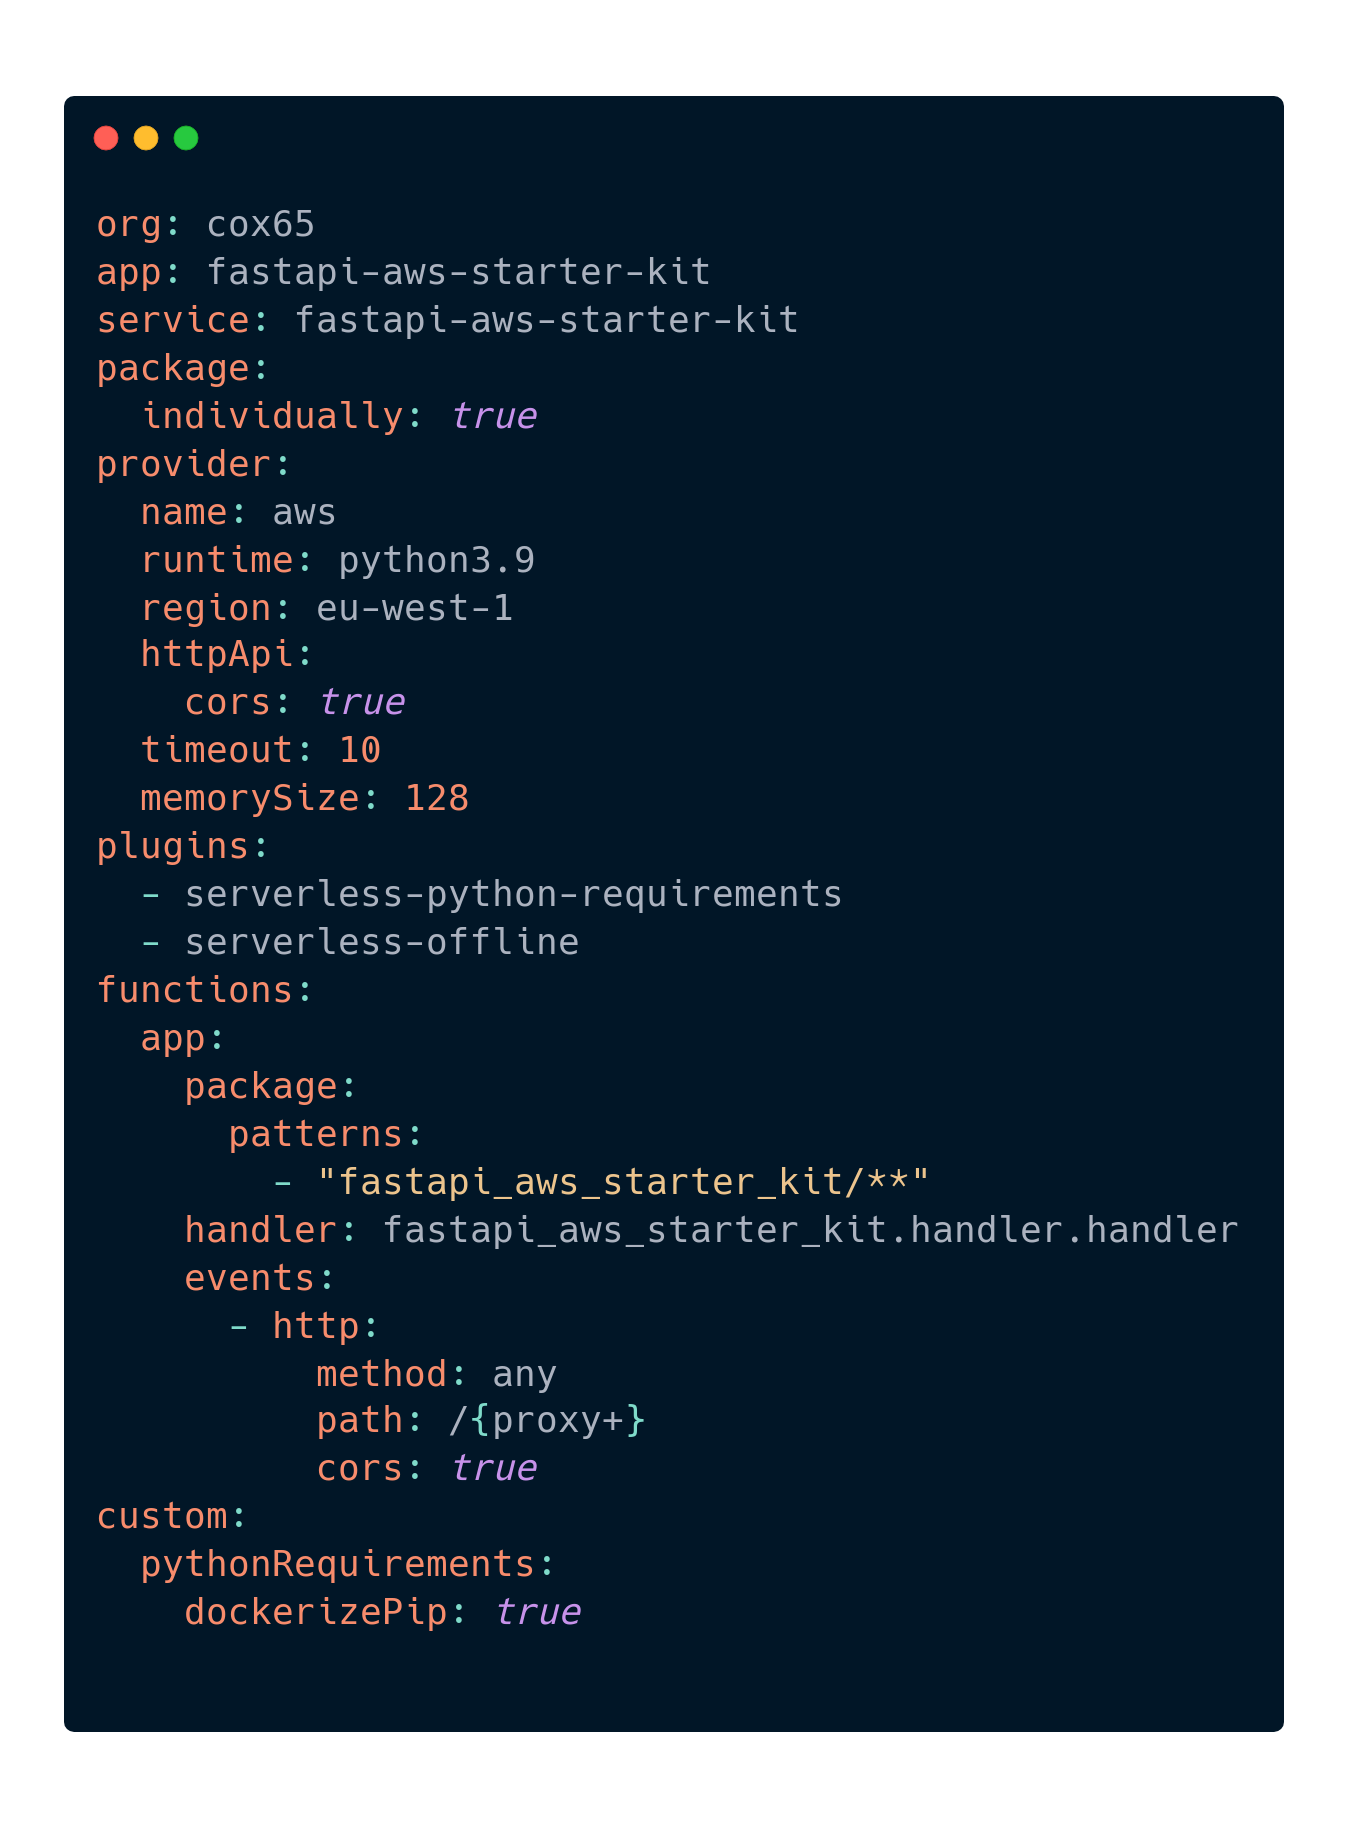 org: cox65
app: fastapi-aws-starter-kit
service: fastapi-aws-starter-kit
package:
  individually: true
provider:
  name: aws
  runtime: python3.9
  region: eu-west-1
  httpApi:
    cors: true
  timeout: 10
  memorySize: 128
plugins:
  - serverless-python-requirements
  - serverless-offline
functions:
  app:
    package:
      patterns:
        - "fastapi_aws_starter_kit/**"
    handler: fastapi_aws_starter_kit.handler.handler
    events:
      - http:
          method: any
          path: /{proxy+}
          cors: true
custom:
  pythonRequirements:
    dockerizePip: true